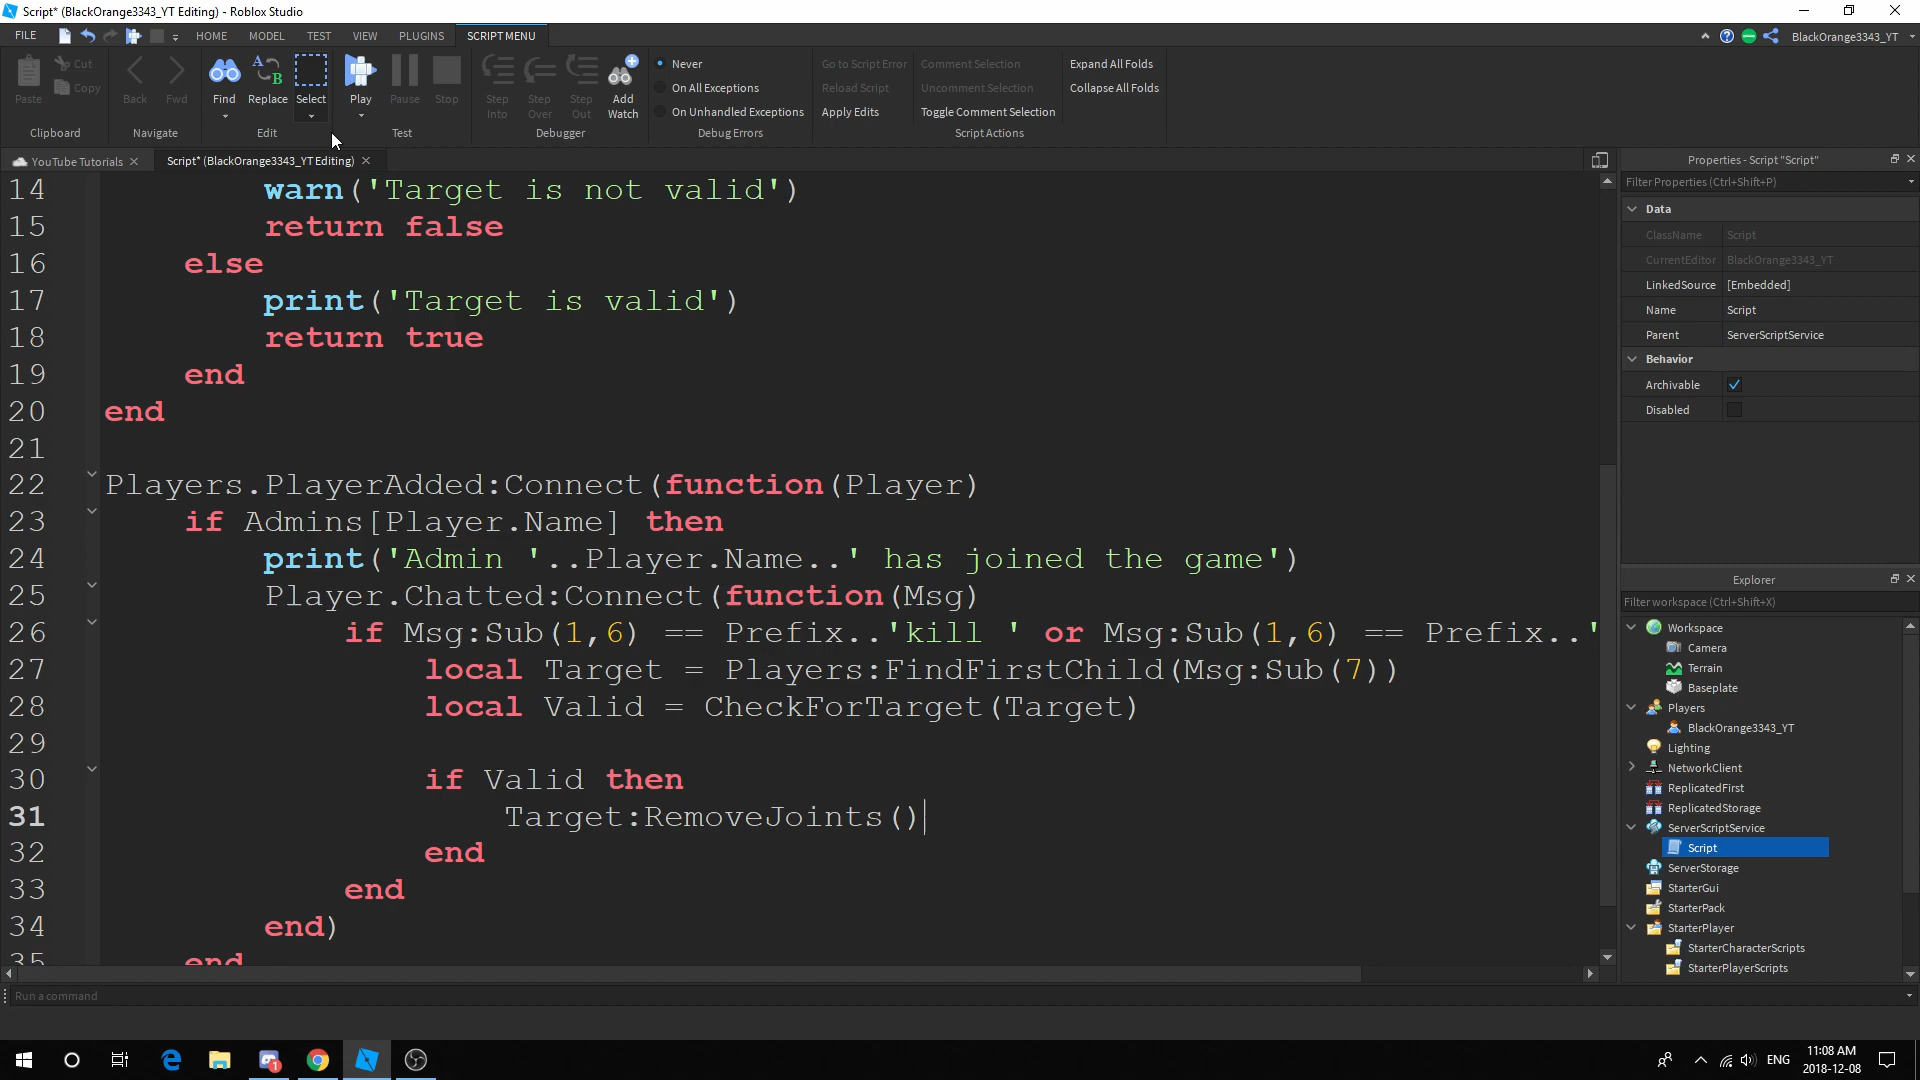 Script* (BlackOrange3343_YT Editing) - Roblox Studio
FILE HOME MODEL TEST VIEW PLUGINS SCRIPT MENU BlackOrange3343_YT
Paste Cut Copy Back Fwd Find Replace Select Play Pause Stop Step Into Step Over Step Out Add Watch
Never Go to Script Error Comment Selection Expand All Folds
On All Exceptions Reload Script Uncomment Selection Collapse All Folds
On Unhandled Exceptions Apply Edits Toggle Comment Selection
Clipboard Navigate Edit Test Debugger Debug Errors Script Actions
YouTube Tutorials Script* (BlackOrange3343_YT Editing)
14 warn('Target is not valid')
15 return false
16 else
17 print('Target is valid')
18 return true
19 end
20 end
21
22 Players.PlayerAdded:Connect(function(Player)
23 if Admins[Player.Name] then
24 print('Admin '..Player.Name..' has joined the game')
25 Player.Chatted:Connect(function(Msg)
26 if Msg:Sub(1,6) == Prefix..'kill ' or Msg:Sub(1,6) == Prefix..'
27 local Target = Players:FindFirstChild(Msg:Sub(7))
28 local Valid = CheckForTarget(Target)
29
30 if Valid then
31 Target:RemoveJoints()
32 end
33 end
34 end)
35 end
Run a command
Properties - Script "Script"
Filter Properties (Ctrl+Shift+P)
Data
ClassName Script
CurrentEditor BlackOrange3343_YT
LinkedSource [Embedded]
Name Script
Parent ServerScriptService
Behavior
Archivable
Disabled
Explorer
Filter workspace (Ctrl+Shift+X)
Workspace
Camera
Terrain
Baseplate
Players
BlackOrange3343_YT
Lighting
NetworkClient
ReplicatedFirst
ReplicatedStorage
ServerScriptService
Script
ServerStorage
StarterGui
StarterPack
StarterPlayer
StarterCharacterScripts
StarterPlayerScripts
1
ENG
11:08 AM
2018-12-08